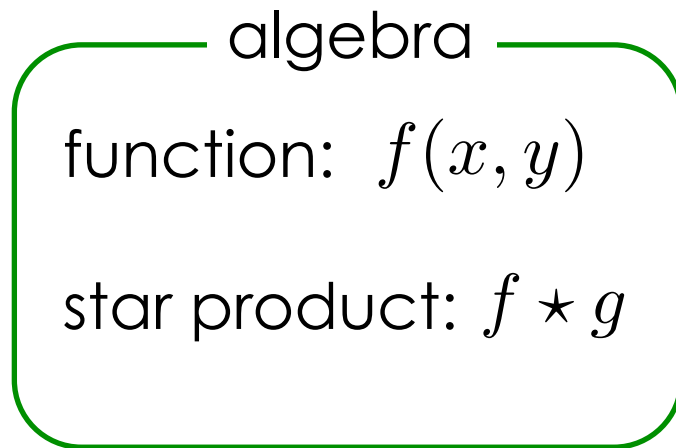 algebra
function: f(x, y)
star product: f ⋆ g